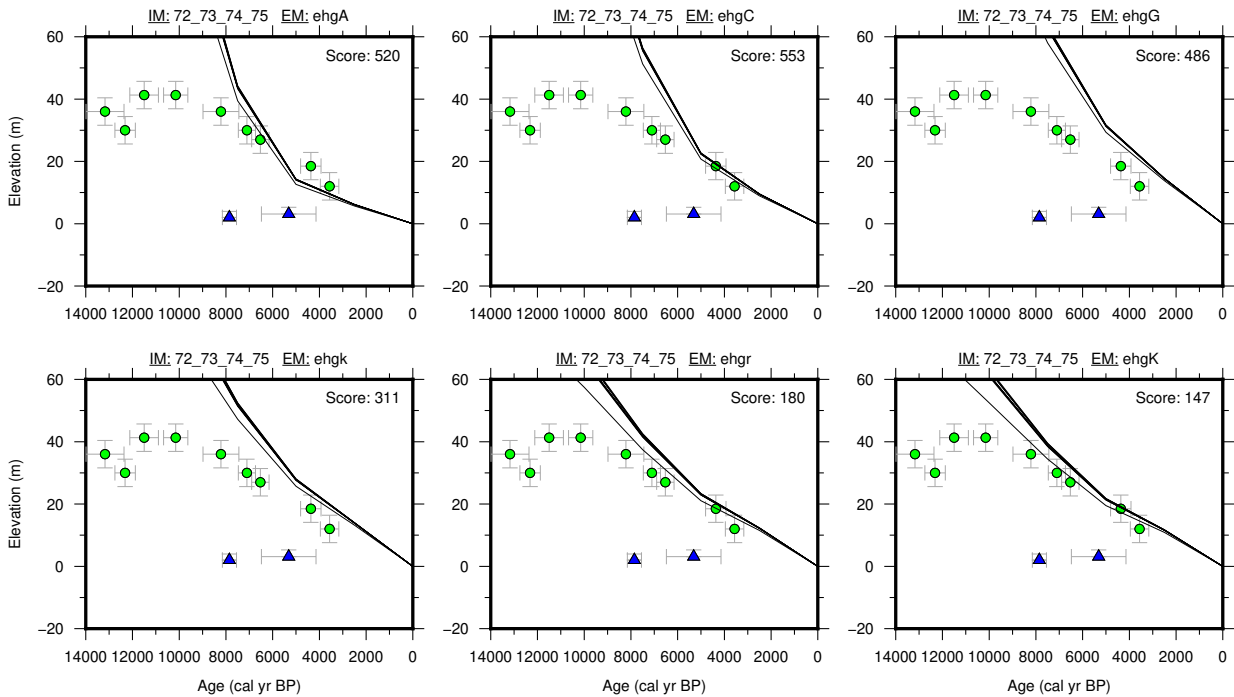 IM: 72_73_74_75 EM: ehgA
IM: 72_73_74_75 EM: ehgC
IM: 72_73_74_75 EM: ehgG
Score: 520
Score: 553
Score: 486
Elevation (m)
60
40
20
0
−20
14000 12000 10000 8000 6000 4000 2000 0
14000 12000 10000 8000 6000 4000 2000 0
14000 12000 10000 8000 6000 4000 2000 0
IM: 72_73_74_75 EM: ehgk
IM: 72_73_74_75 EM: ehgr
IM: 72_73_74_75 EM: ehgK
Score: 311
Score: 180
Score: 147
Elevation (m)
60
40
20
0
−20
14000 12000 10000 8000 6000 4000 2000 0
14000 12000 10000 8000 6000 4000 2000 0
14000 12000 10000 8000 6000 4000 2000 0
Age (cal yr BP)
Age (cal yr BP)
Age (cal yr BP)